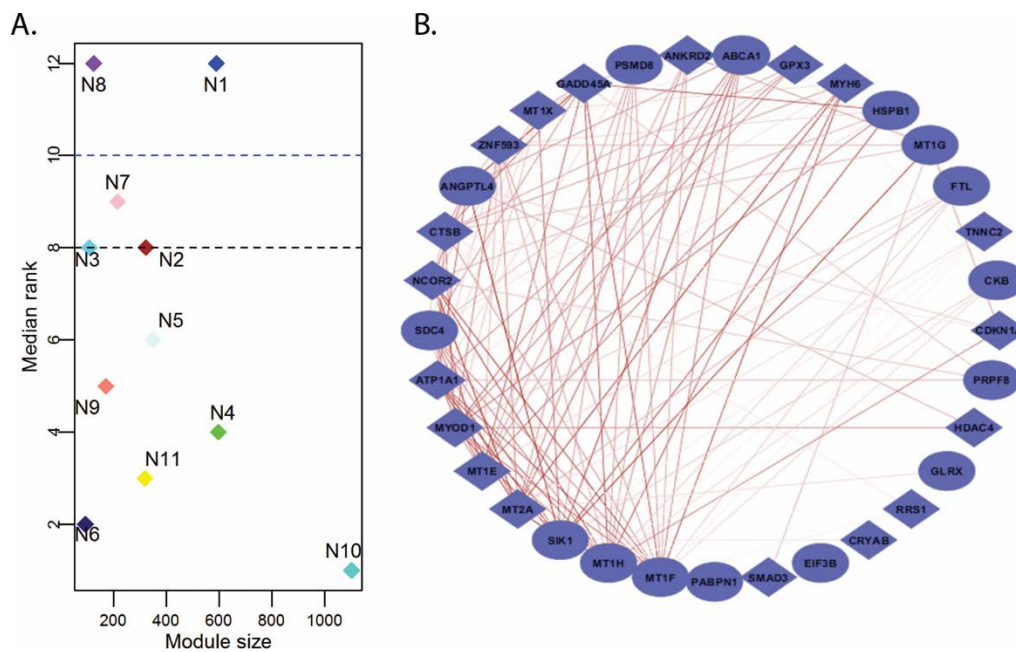 A.
B.
12
10
8
6
4
2
Median rank
N8
N1
N7
N3
N2
N5
N9
N4
N11
N6
N10
200
400
600
800
1000
Module size
PSMD8
ANKRD2
ABCA1
GPX3
GADD45A
MYH6
MT1X
HSPB1
ZNF593
MT1G
ANGPTL4
FTL
CTSB
TNNC2
NCOR2
CKB
SDC4
CDKN1A
ATP1A1
PRPF8
MYOD1
HDAC4
MT1E
GLRX
MT2A
RRS1
SIK1
CRYAB
MT1H
EIF3B
MT1F
PABPN1
SMAD3